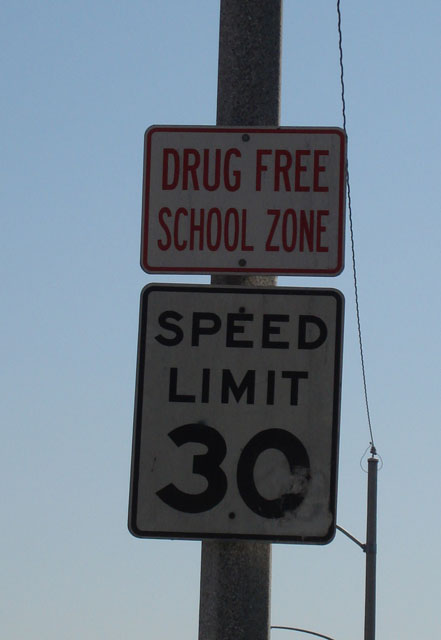 DRUG FREE
SCHOOL ZONE
SPEED
LIMIT
30